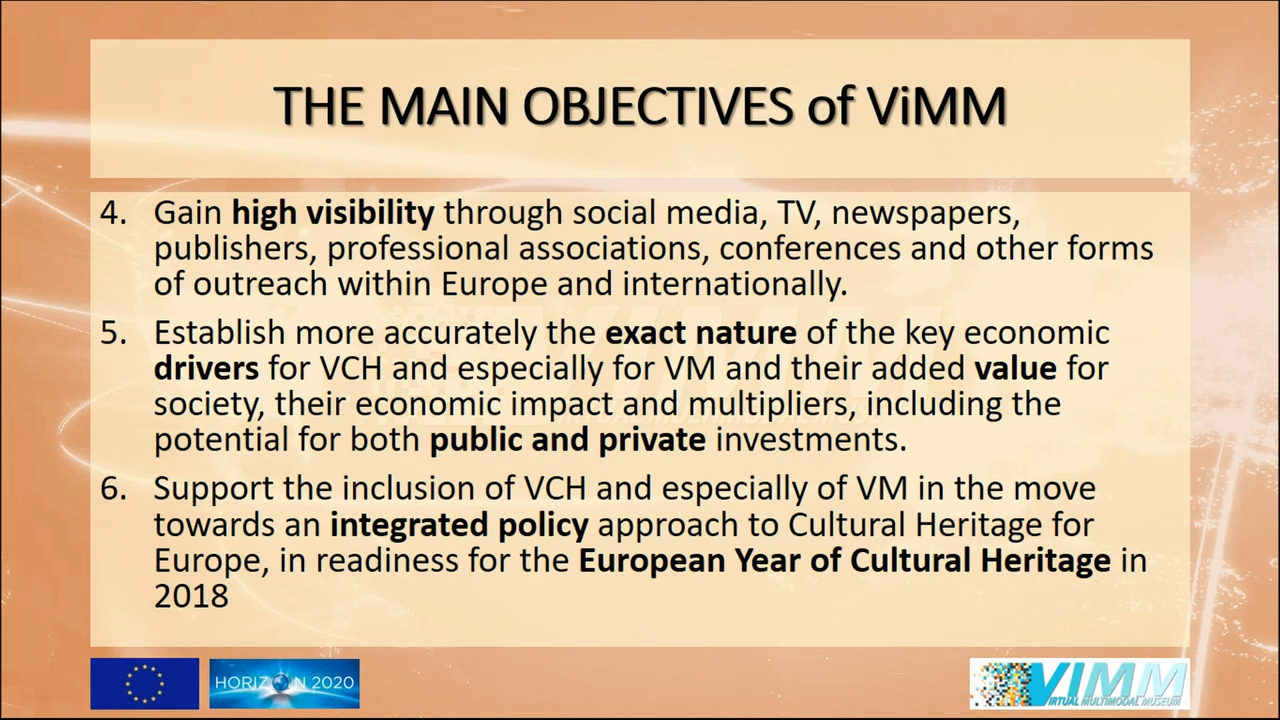 THE MAIN OBJECTIVES of ViMM
4. Gain high visibility through social media, TV, newspapers,
publishers, professional associations, conferences and other forms
of outreach within Europe and internationally.
5. Establish more accurately the exact nature of the key economic
drivers for VCH and especially for VM and their added value for
society, their economic impact and multipliers, including the
potential for both public and private investments.
6. Support the inclusion of VCH and especially of VM in the move
towards an integrated policy approach to Cultural Heritage for
Europe, in readiness for the European Year of Cultural Heritage in
2018
HORIZON 2020
VIMM
VIRTUAL MULTIMODAL MUSEUM